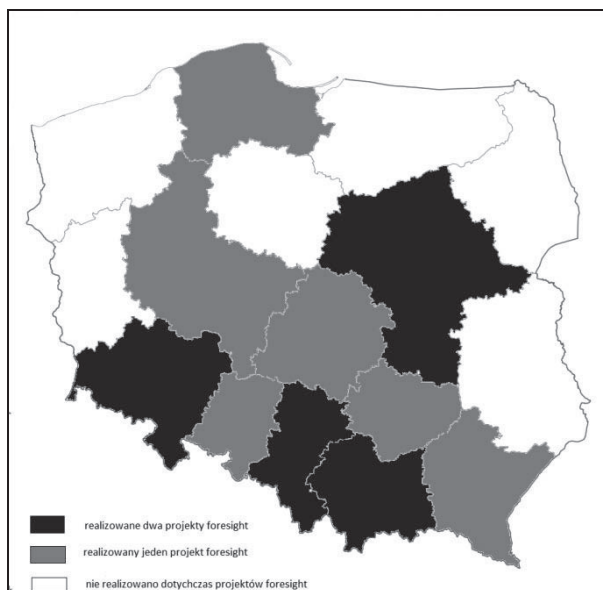 realizowane dwa projekty foresight
realizowany jeden projekt foresight
nie realizowano dotychczas projektów foresight